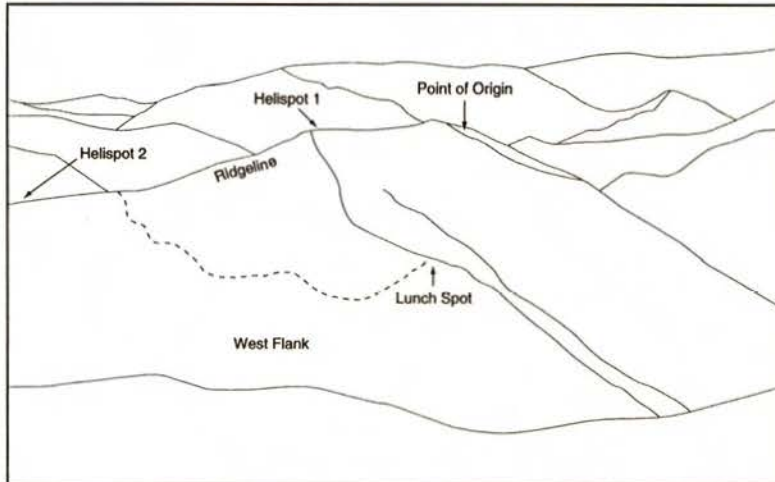 Point of Origin
Helispot 1
Helispot 2
Ridgeline
Lunch Spot
West Flank